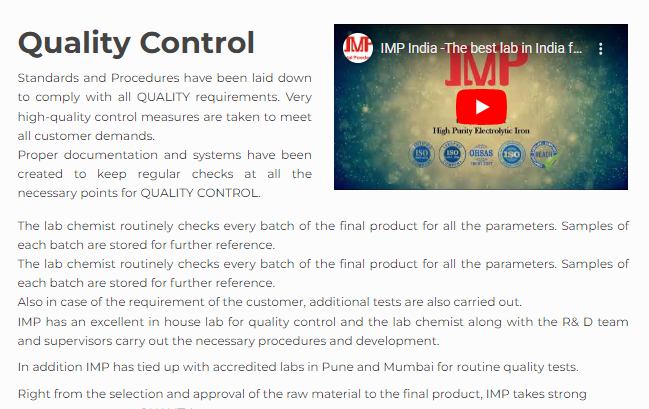 Quality Control
Standards and Procedures have been laid down
to comply with all QUALITY requirements. Very
high-quality control measures are taken to meet
all customer demands.
Proper documentation and systems have been
created to keep regular checks at all the
necessary points for QUALITY CONTROL.
IMP India -The best lab in India f...
IMP
IMP
High Purity Electrolytic Iron
ISO
ISO
OHSAS
ISO
REACH
The lab chemist routinely checks every batch of the final product for all the parameters. Samples of
each batch are stored for further reference.
The lab chemist routinely checks every batch of the final product for all the parameters. Samples of
each batch are stored for further reference.
Also in case of the requirement of the customer, additional tests are also carried out.
IMP has an excellent in house lab for quality control and the lab chemist along with the R& D team
and supervisors carry out the necessary procedures and development.
In addition IMP has tied up with accredited labs in Pune and Mumbai for routine quality tests.
Right from the selection and approval of the raw material to the final product, IMP takes strong